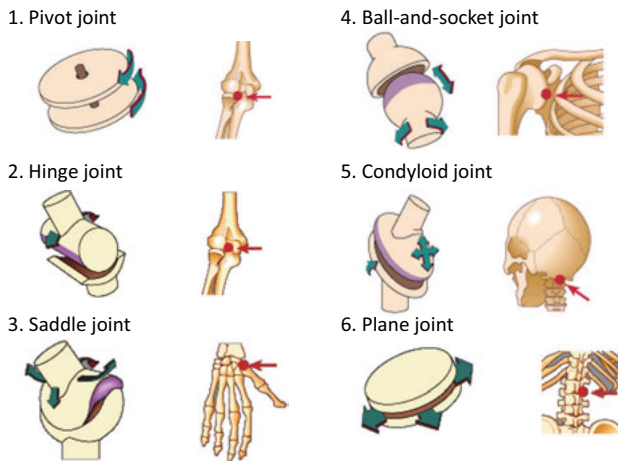 1. Pivot joint
4. Ball-and-socket joint
2. Hinge joint
5. Condyloid joint
3. Saddle joint
6. Plane joint